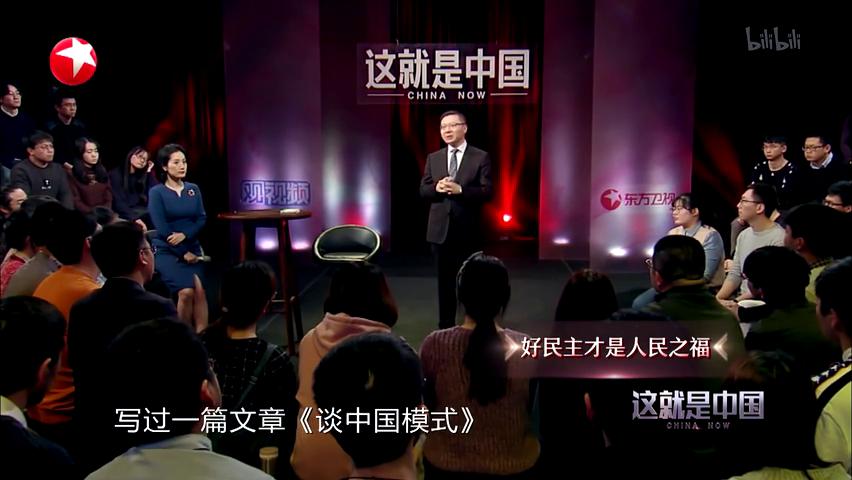 bilibili
这就是中国
CHINA NOW
观视频
东方卫视
好民主才是人民之福
这就是中国
CHINA NOW
写过一篇文章《谈中国模式》